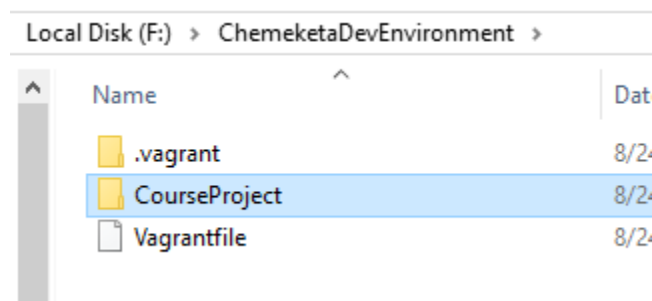 Local Disk (F:) > ChemeketaDevEnvironment >
Name Dat
.vagrant 8/24
CourseProject 8/24
Vagrantfile 8/24